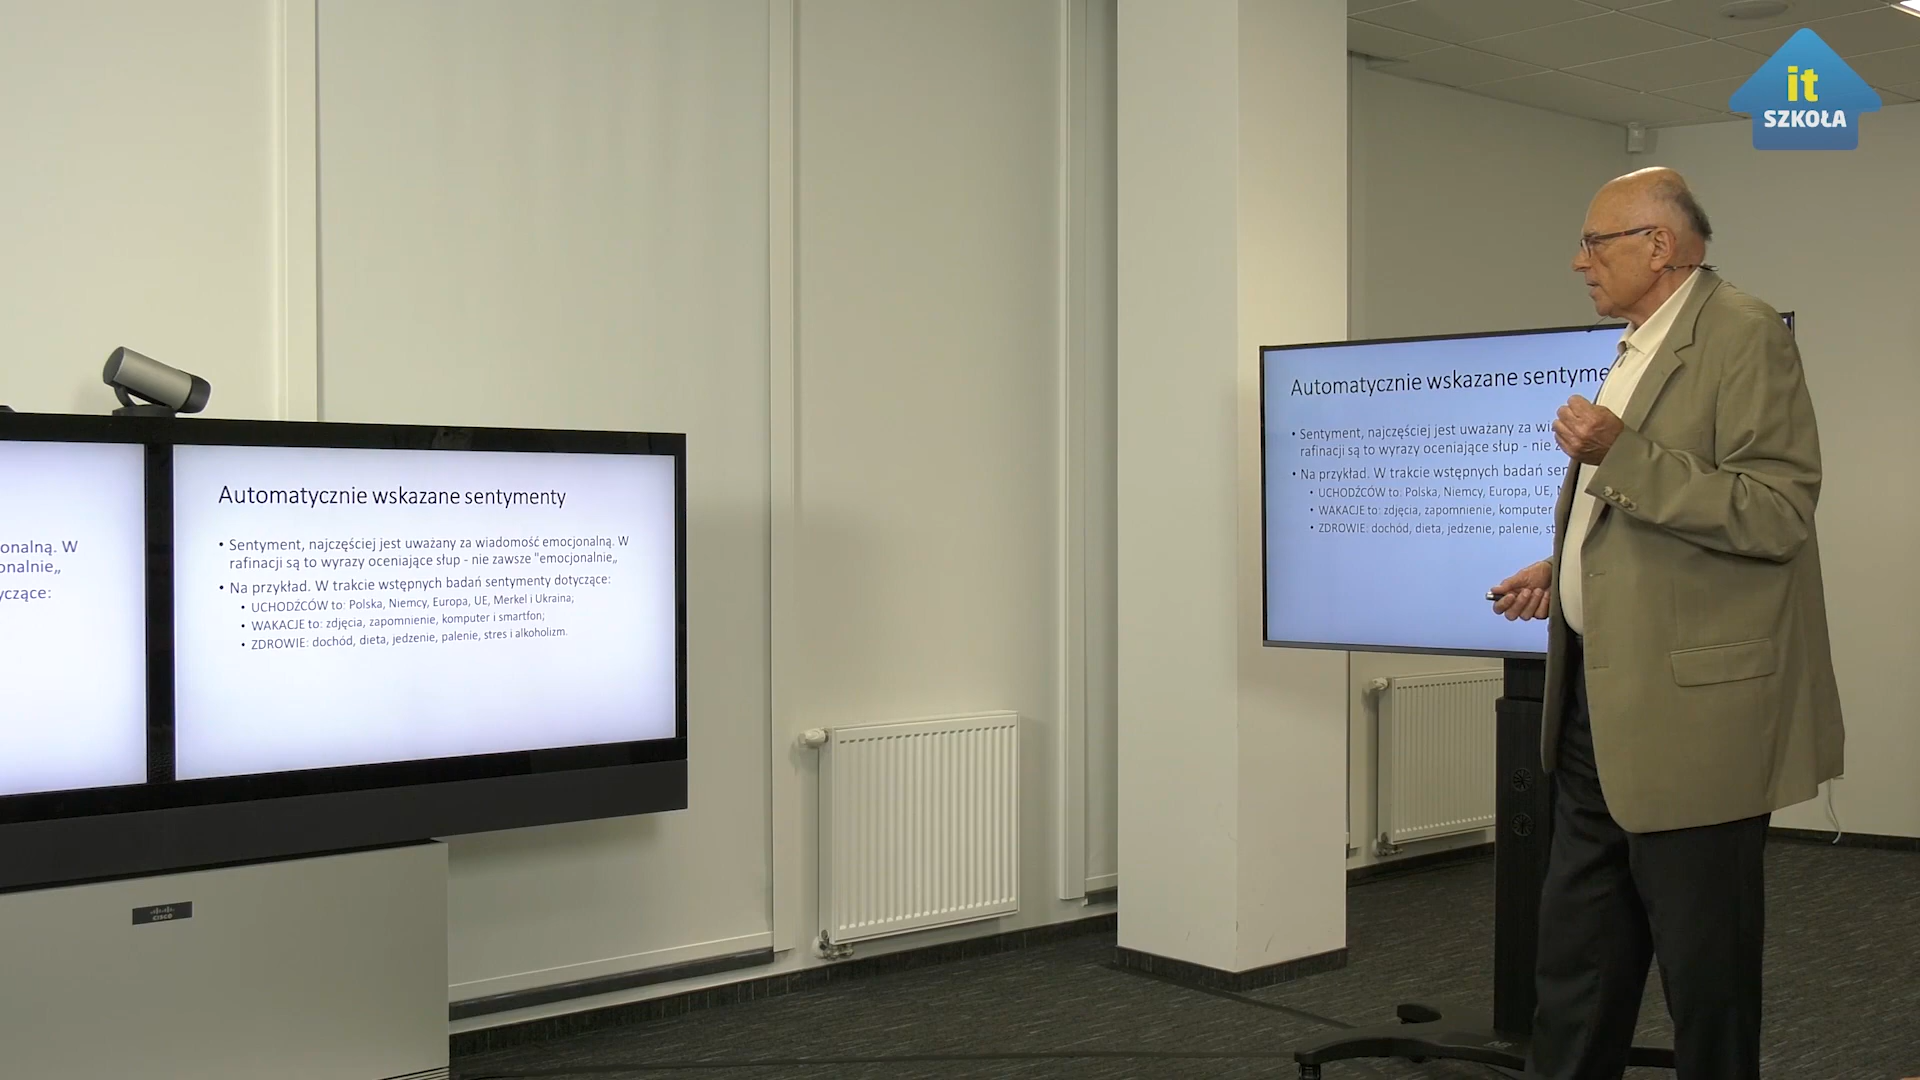 it
SZKOŁA
onalną. W
onalnie„
yczące:
Automatycznie wskazane sentymenty
• Sentyment, najczęściej jest uważany za wiadomość emocjonalną. W
rafinacji są to wyrazy oceniające słup - nie zawsze "emocjonalnie„
• Na przykład. W trakcie wstępnych badań sentymenty dotyczące:
• UCHODŹCÓW to: Polska, Niemcy, Europa, UE, Merkel i Ukraina;
• WAKACJE to: zdjęcia, zapomnienie, komputer i smartfon;
• ZDROWIE: dochód, dieta, jedzenie, palenie, stres i alkoholizm.
CISCO
Automatycznie wskazane sentyme
• Sentyment, najczęściej jest uważany za wia
rafinacji są to wyrazy oceniające słup - nie z
• Na przykład. W trakcie wstępnych badań sen
• UCHODŹCÓW to: Polska, Niemcy, Europa, UE, M
• WAKACJE to: zdjęcia, zapomnienie, komputer
• ZDROWIE: dochód, dieta, jedzenie, palenie, st